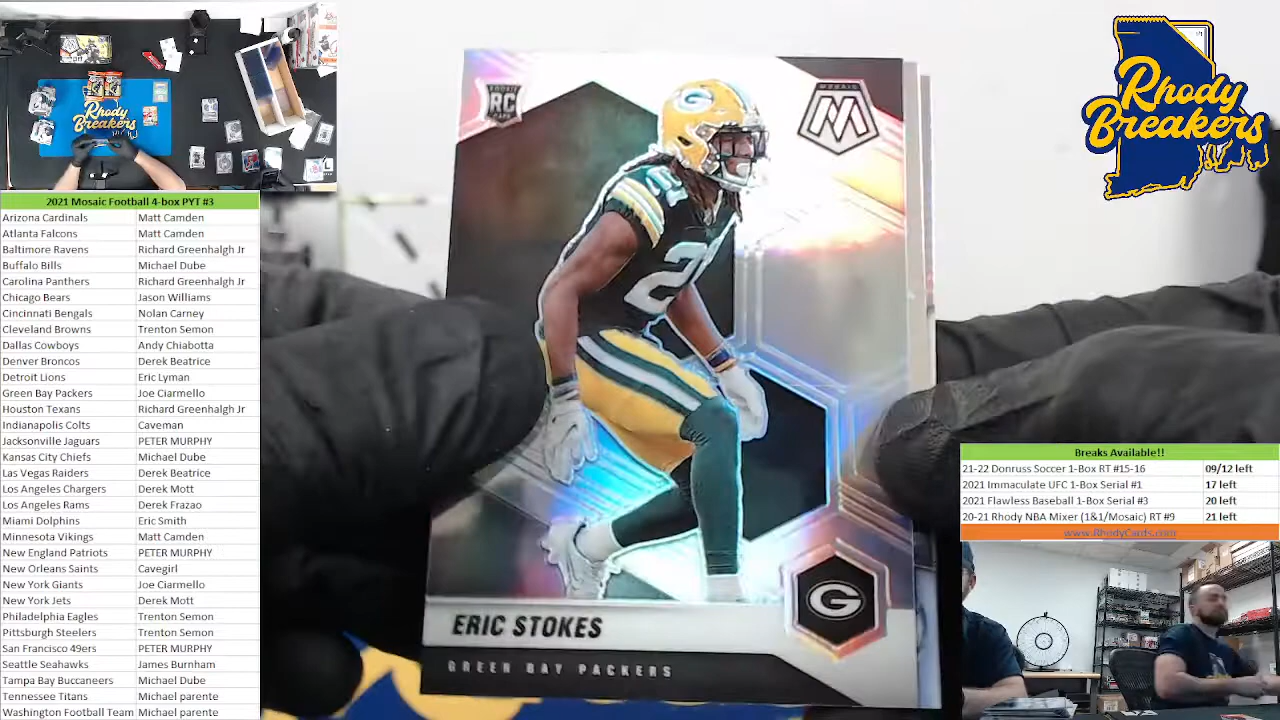 2021 Mosaic Football 4-box PYT #3
Arizona Cardinals Matt Camden
Atlanta Falcons Matt Camden
Baltimore Ravens Richard Greenhalgh Jr
Buffalo Bills Michael Dube
Carolina Panthers Richard Greenhalgh Jr
Chicago Bears Jason Williams
Cincinnati Bengals Nolan Carney
Cleveland Browns Trenton Semon
Dallas Cowboys Andy Chiabotta
Denver Broncos Derek Beatrice
Detroit Lions Eric Lyman
Green Bay Packers Joe Ciarmello
Houston Texans Richard Greenhalgh Jr
Indianapolis Colts Caveman
Jacksonville Jaguars PETER MURPHY
Kansas City Chiefs Michael Dube
Las Vegas Raiders Derek Beatrice
Los Angeles Chargers Derek Mott
Los Angeles Rams Derek Frazao
Miami Dolphins Eric Smith
Minnesota Vikings Matt Camden
New England Patriots PETER MURPHY
New Orleans Saints Cavegirl
New York Giants Joe Ciarmello
New York Jets Derek Mott
Philadelphia Eagles Trenton Semon
Pittsburgh Steelers Trenton Semon
San Francisco 49ers PETER MURPHY
Seattle Seahawks James Burnham
Tampa Bay Buccaneers Michael Dube
Tennessee Titans Michael parente
Washington Football Team Michael parente
Rhody
Breakers
ROOKIE
RC
MOSAIC
M
G
2
G
ERIC STOKES
GREEN BAY PACKERS
Rhody
Breakers
Breaks Available!!
21-22 Donruss Soccer 1-Box RT #15-16 09/12 left
2021 Immaculate UFC 1-Box Serial #1 17 left
2021 Flawless Baseball 1-Box Serial #3 20 left
20-21 Rhody NBA Mixer (1&1/Mosaic) RT #9 21 left
www.RhodyCards.com